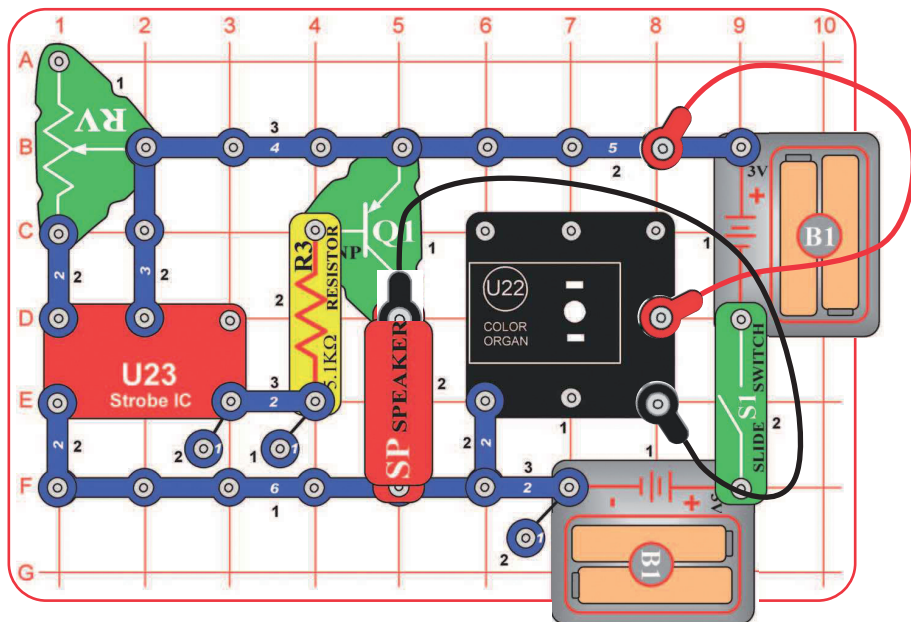 1 2 3 4 5 6 7 8 9 10
A
1
RV
3
B
4
5
2
3V
+
B1
C
R3
RESISTOR
5.1KΩ
2
NP
Q1
1
1
2
2
3
2
D
U22
COLOR
ORGAN
U23
Strobe IC
SP SPEAKER
2
S1
SLIDE SWITCH
2
E
3
2
2
1
1
1
2
2
1
1
F
2
2
6
1
3
2
2
1
-
+
3V
B1
G